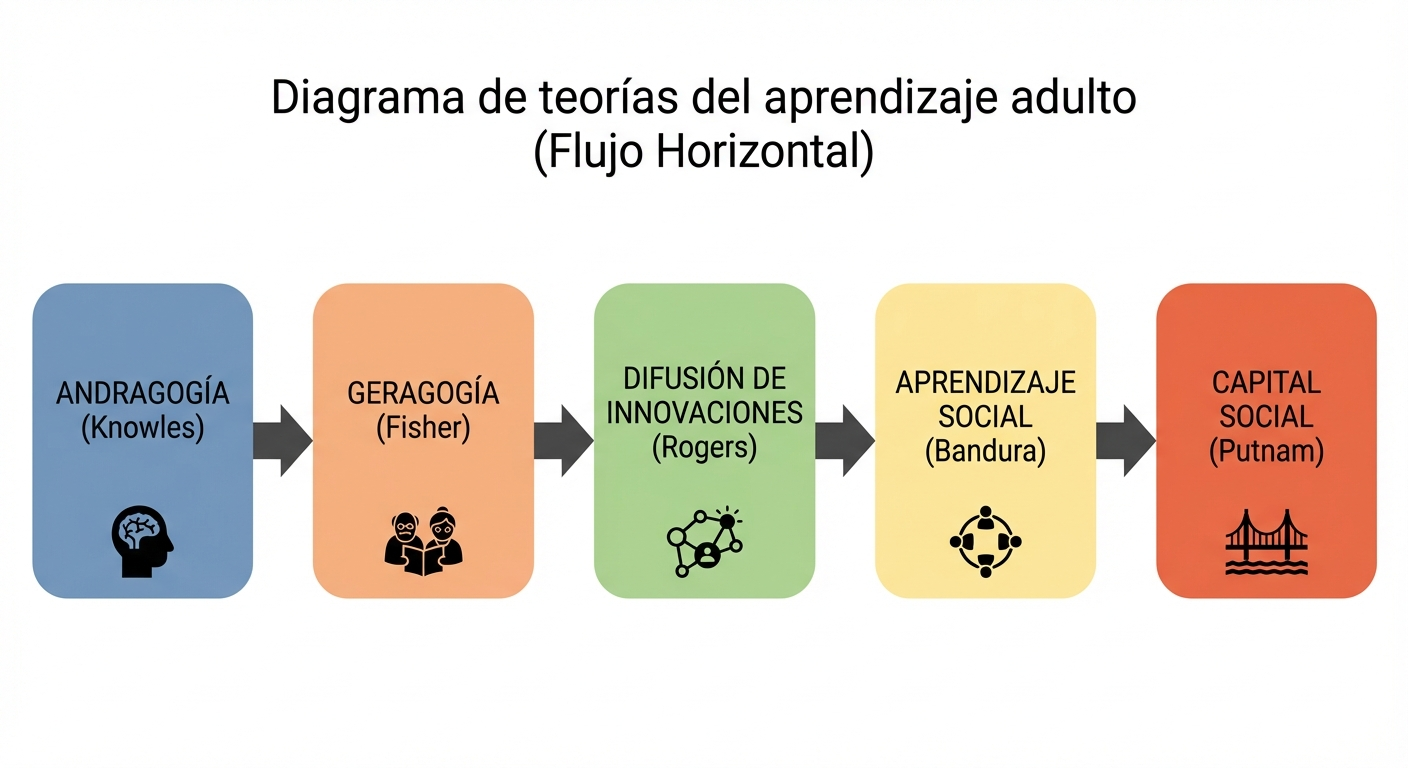 Diagrama de teorías del aprendizaje adulto
(Flujo Horizontal)
ANDRAGOGÍA
(Knowles)
GERAGOGÍA
(Fisher)
DIFUSIÓN DE
INNOVACIONES
(Rogers)
APRENDIZAJE
SOCIAL
(Bandura)
CAPITAL
SOCIAL
(Putnam)